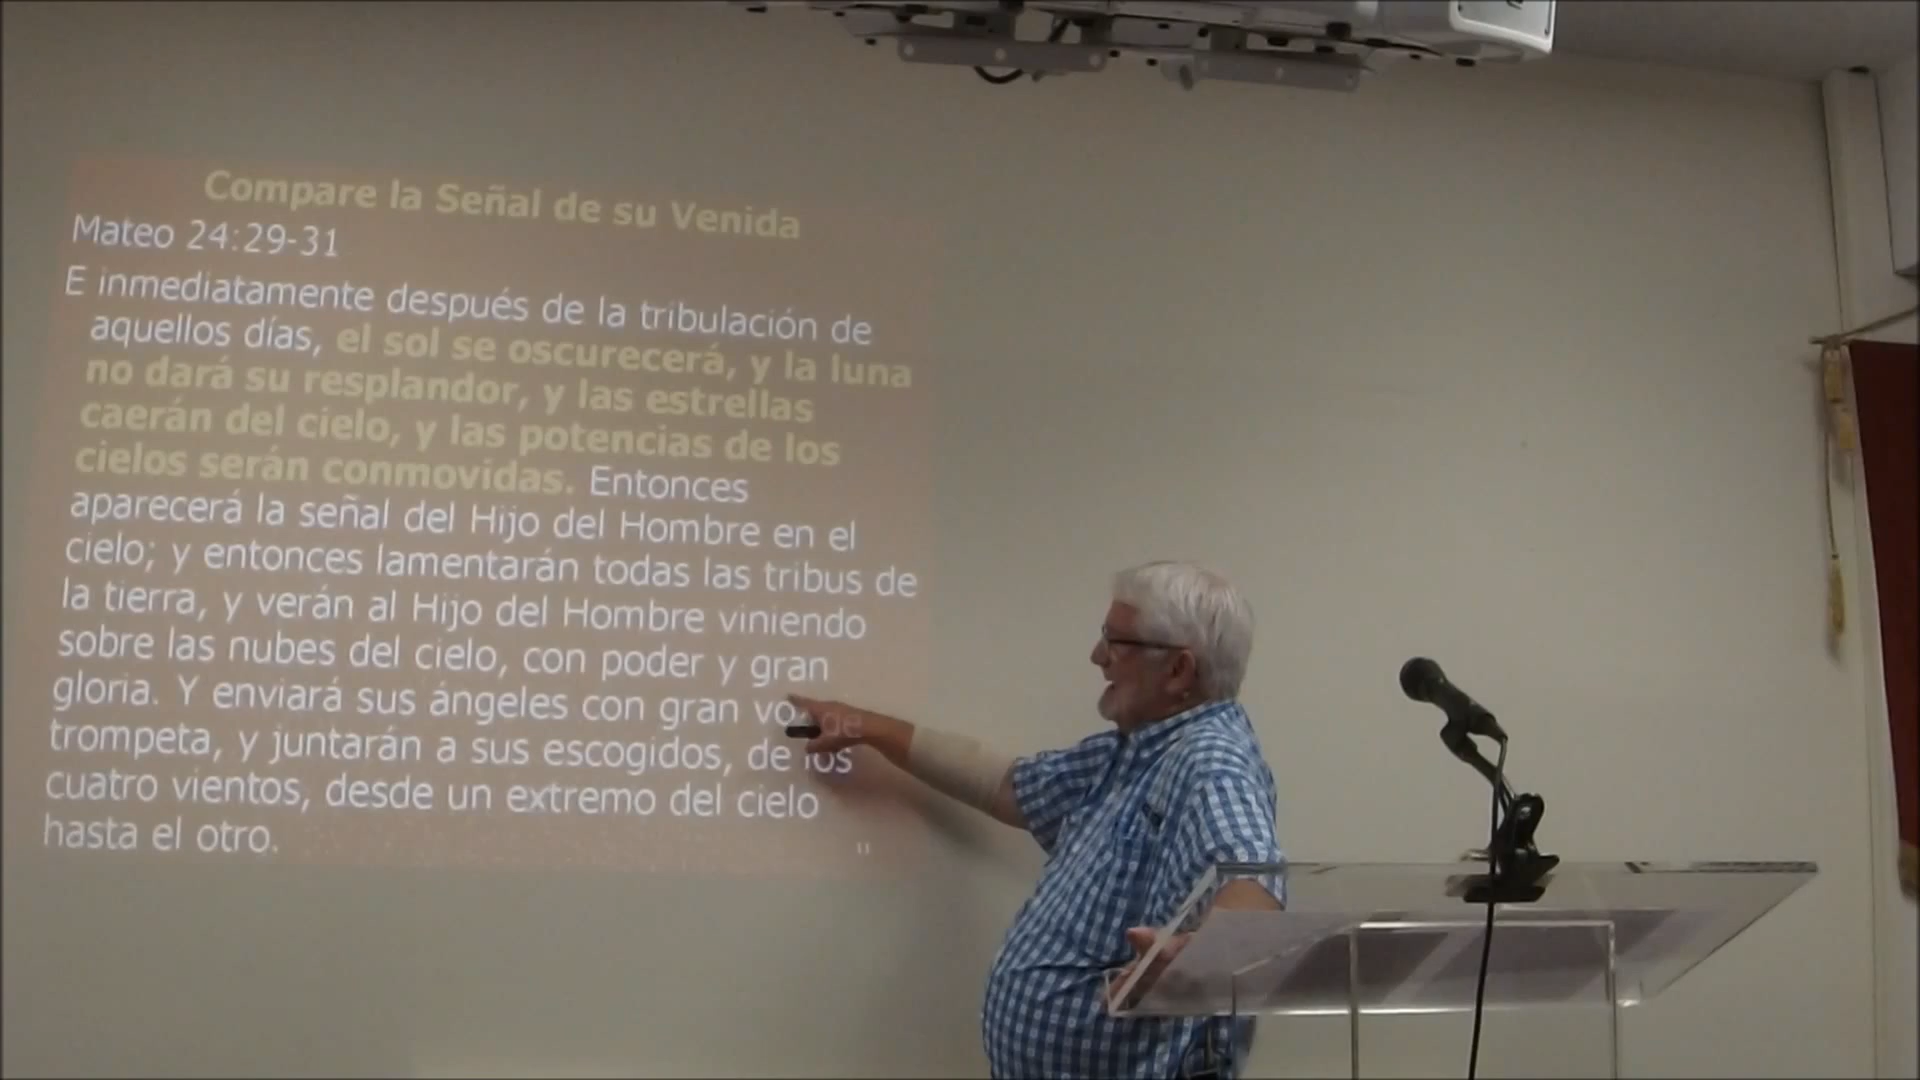 Compare la Señal de su Venida
Mateo 24:29-31
E inmediatamente después de la tribulación de
aquellos días, el sol se oscurecerá, y la luna
no dará su resplandor, y las estrellas
caerán del cielo, y las potencias de los
cielos serán conmovidas. Entonces
aparecerá la señal del Hijo del Hombre en el
cielo; y entonces lamentarán todas las tribus de
la tierra, y verán al Hijo del Hombre viniendo
sobre las nubes del cielo, con poder y gran
gloria. Y enviará sus ángeles con gran voz de
trompeta, y juntarán a sus escogidos, de los
cuatro vientos, desde un extremo del cielo
hasta el otro.
"